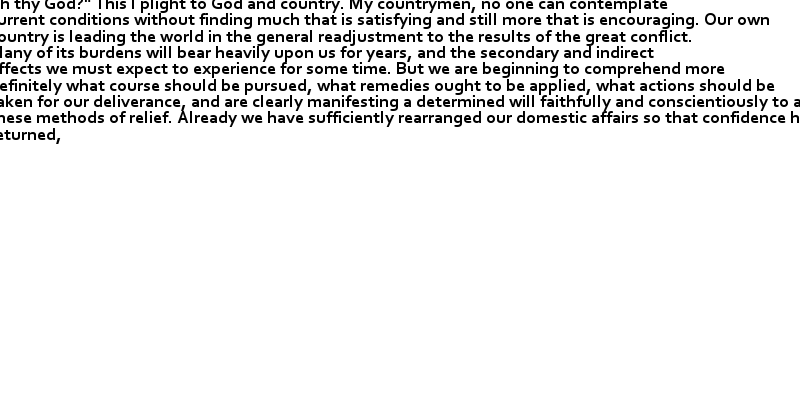 h thy God?" This I plight to God and country. My countrymen, no one can contemplate
urrent conditions without finding much that is satisfying and still more that is encouraging. Our own
ountry is leading the world in the general readjustment to the results of the great conflict.
Many of its burdens will bear heavily upon us for years, and the secondary and indirect
ffects we must expect to experience for some time. But we are beginning to comprehend more
efinitely what course should be pursued, what remedies ought to be applied, what actions should be
aken for our deliverance, and are clearly manifesting a determined will faithfully and conscientiously to a
hese methods of relief. Already we have sufficiently rearranged our domestic affairs so that confidence h
eturned,